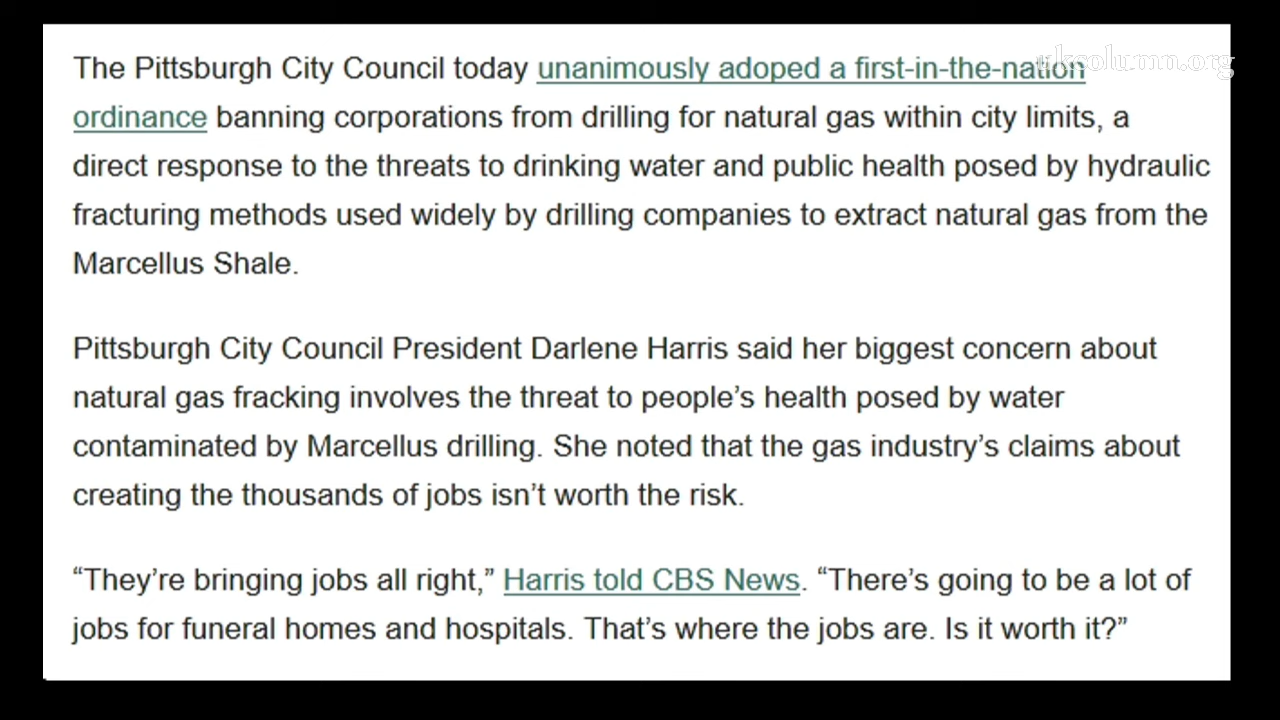 ukcolumn.org
The Pittsburgh City Council today unanimously adoped a first-in-the-nation
ordinance banning corporations from drilling for natural gas within city limits, a
direct response to the threats to drinking water and public health posed by hydraulic
fracturing methods used widely by drilling companies to extract natural gas from the
Marcellus Shale.
Pittsburgh City Council President Darlene Harris said her biggest concern about
natural gas fracking involves the threat to people’s health posed by water
contaminated by Marcellus drilling. She noted that the gas industry’s claims about
creating the thousands of jobs isn’t worth the risk.
“They’re bringing jobs all right,” Harris told CBS News. “There’s going to be a lot of
jobs for funeral homes and hospitals. That’s where the jobs are. Is it worth it?”